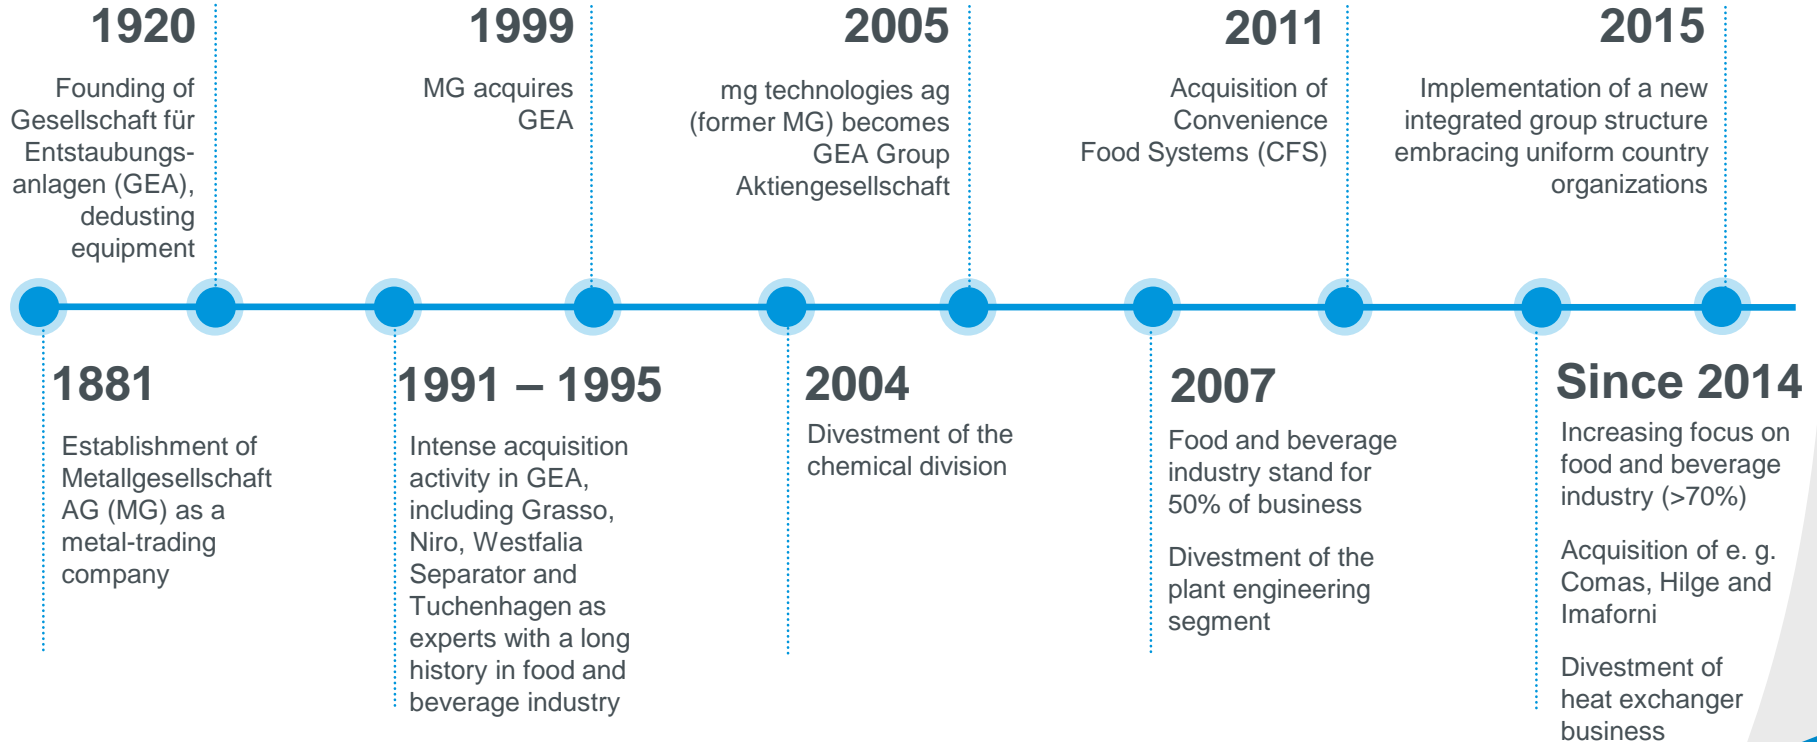 1920
Founding of
Gesellschaft für
Entstaubungs-
anlagen (GEA),
dedusting
equipment
1999
MG acquires
GEA
2005
mg technologies ag
(former MG) becomes
GEA Group
Aktiengesellschaft
2011
Acquisition of
Convenience
Food Systems (CFS)
2015
Implementation of a new
integrated group structure
embracing uniform country
organizations
1881
Establishment of
Metallgesellschaft
AG (MG) as a
metal-trading
company
1991 – 1995
Intense acquisition
activity in GEA,
including Grasso,
Niro, Westfalia
Separator and
Tuchenhagen as
experts with a long
history in food and
beverage industry
2004
Divestment of the
chemical division
2007
Food and beverage
industry stand for
50% of business
Divestment of the
plant engineering
segment
Since 2014
Increasing focus on
food and beverage
industry (>70%)
Acquisition of e. g.
Comas, Hilge and
Imaforni
Divestment of
heat exchanger
business